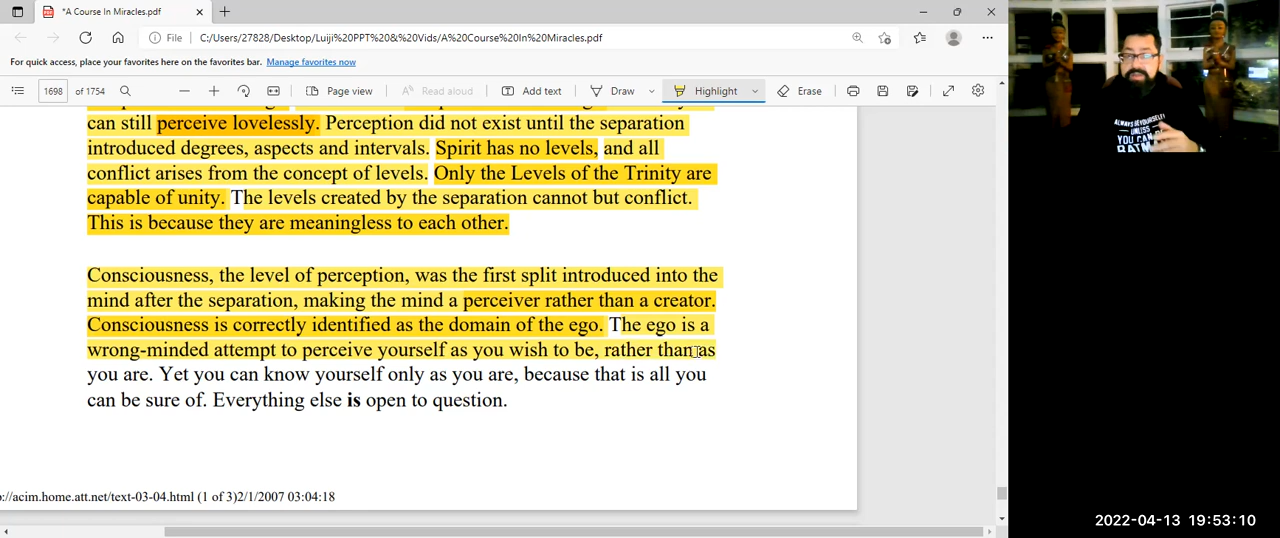 *A Course In Miracles.pdf
File
C:/Users/27828/Desktop/Luiji%20PPT%20&%20Vids/A%20Course%20In%20Miracles.pdf
For quick access, place your favorites here on the favorites bar. Manage favorites now
1698 of 1754
Page view
Read aloud
Add text
Draw
Highlight
Erase
can still perceive lovelessly. Perception did not exist until the separation
introduced degrees, aspects and intervals. Spirit has no levels, and all
conflict arises from the concept of levels. Only the Levels of the Trinity are
capable of unity. The levels created by the separation cannot but conflict.
This is because they are meaningless to each other.
Consciousness, the level of perception, was the first split introduced into the
mind after the separation, making the mind a perceiver rather than a creator.
Consciousness is correctly identified as the domain of the ego. The ego is a
wrong-minded attempt to perceive yourself as you wish to be, rather than as
you are. Yet you can know yourself only as you are, because that is all you
can be sure of. Everything else is open to question.
://acim.home.att.net/text-03-04.html (1 of 3)2/1/2007 03:04:18
ALWAYS BE YOURSELF!
UNLESS
YOU CAN
BATM
2022-04-13 19:53:10